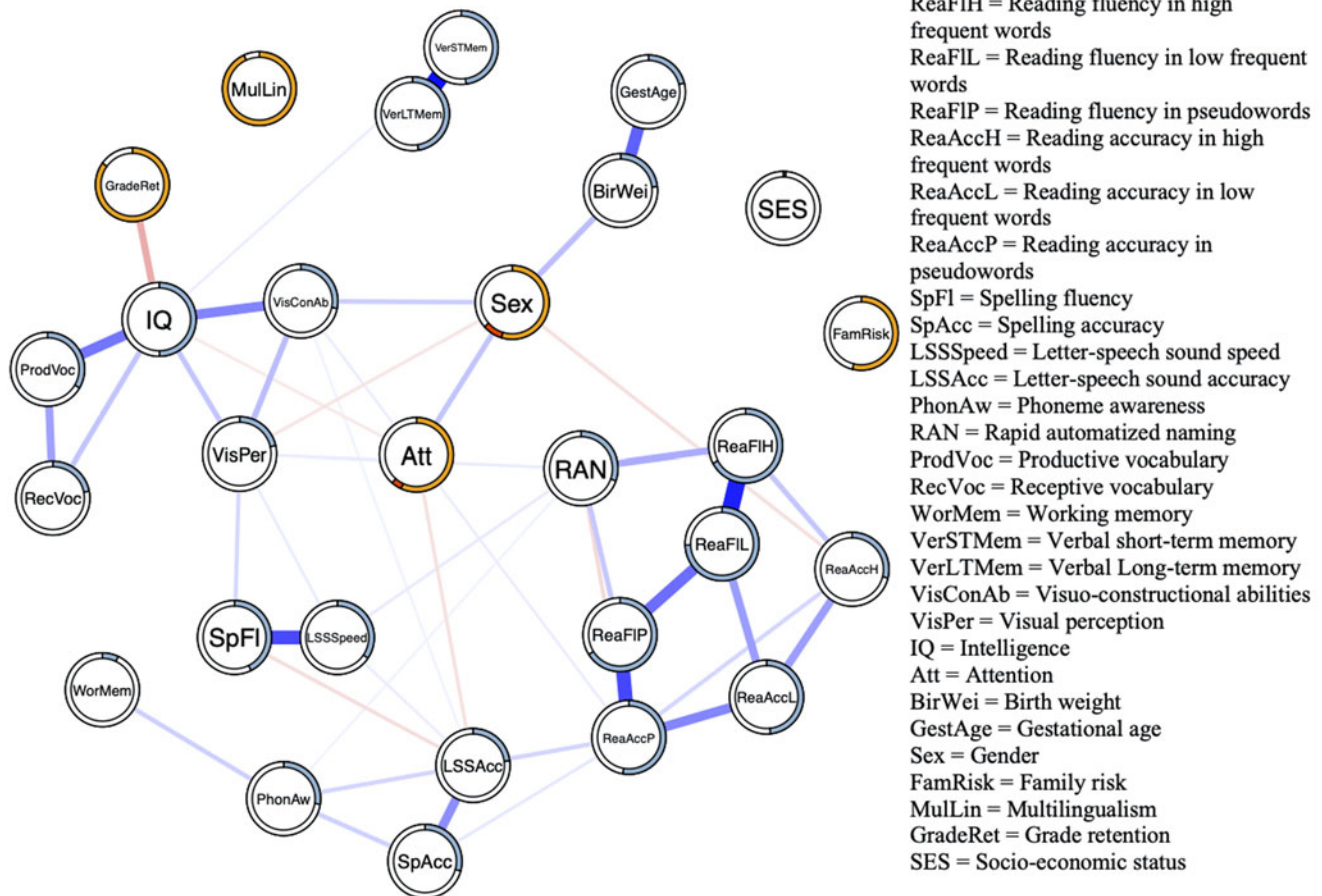 VerSTMem
MulLin
VerLTMem
GestAge
GradeRet
BirWei
SES
IQ
VisConAb
Sex
FamRisk
ProdVoc
RecVoc
VisPer
Att
RAN
ReaFlH
ReaFlL
ReaAccH
SpFl
LSSSpeed
ReaFlP
WorMem
ReaAccL
ReaAccP
LSSAcc
PhonAw
SpAcc
ReaFlH = Reading fluency in high
frequent words
ReaFlL = Reading fluency in low frequent
words
ReaFlP = Reading fluency in pseudowords
ReaAccH = Reading accuracy in high
frequent words
ReaAccL = Reading accuracy in low
frequent words
ReaAccP = Reading accuracy in
pseudowords
SpFl = Spelling fluency
SpAcc = Spelling accuracy
LSSSpeed = Letter-speech sound speed
LSSAcc = Letter-speech sound accuracy
PhonAw = Phoneme awareness
RAN = Rapid automatized naming
ProdVoc = Productive vocabulary
RecVoc = Receptive vocabulary
WorMem = Working memory
VerSTMem = Verbal short-term memory
VerLTMem = Verbal Long-term memory
VisConAb = Visuo-constructional abilities
VisPer = Visual perception
IQ = Intelligence
Att = Attention
BirWei = Birth weight
GestAge = Gestational age
Sex = Gender
FamRisk = Family risk
MulLin = Multilingualism
GradeRet = Grade retention
SES = Socio-economic status